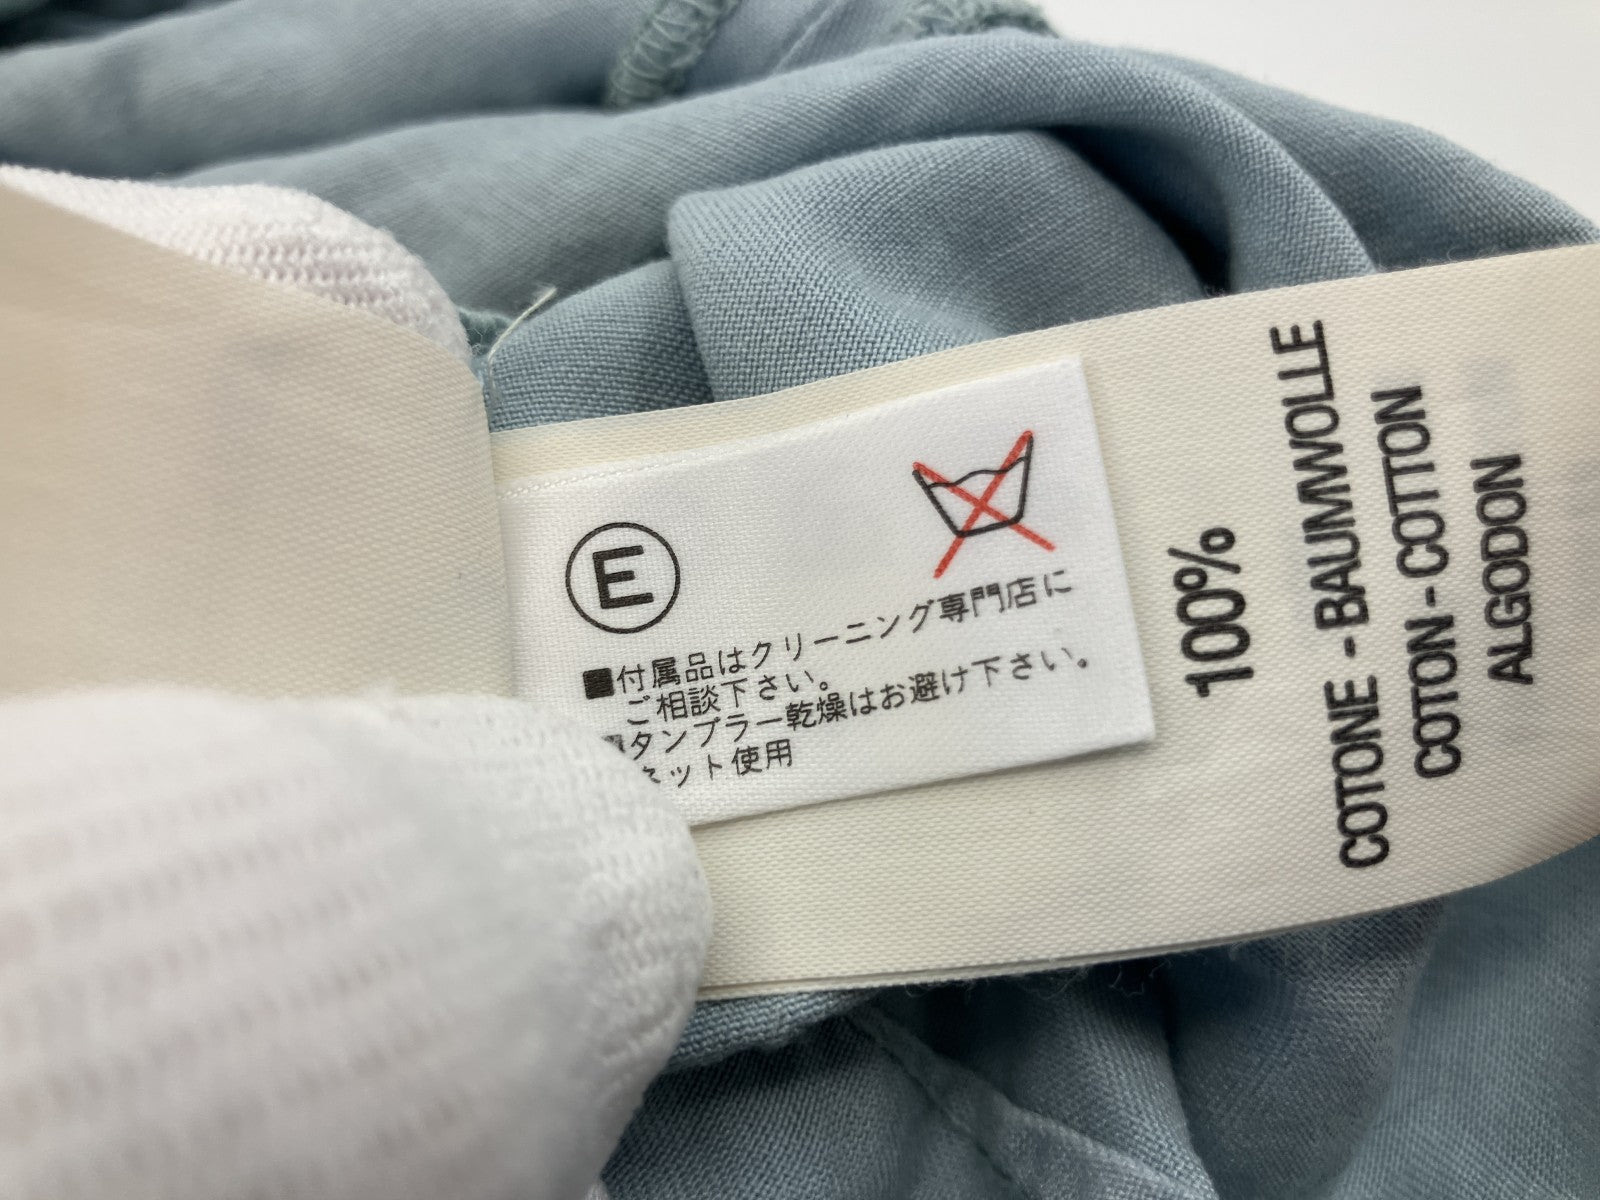 E
■付属品はクリーニング専門店に
ご相談下さい。
■タンブラー乾燥はお避け下さい。
ネット使用
100%
COTONE - BAUMWOLLE
COTON - COTTON
ALGODON